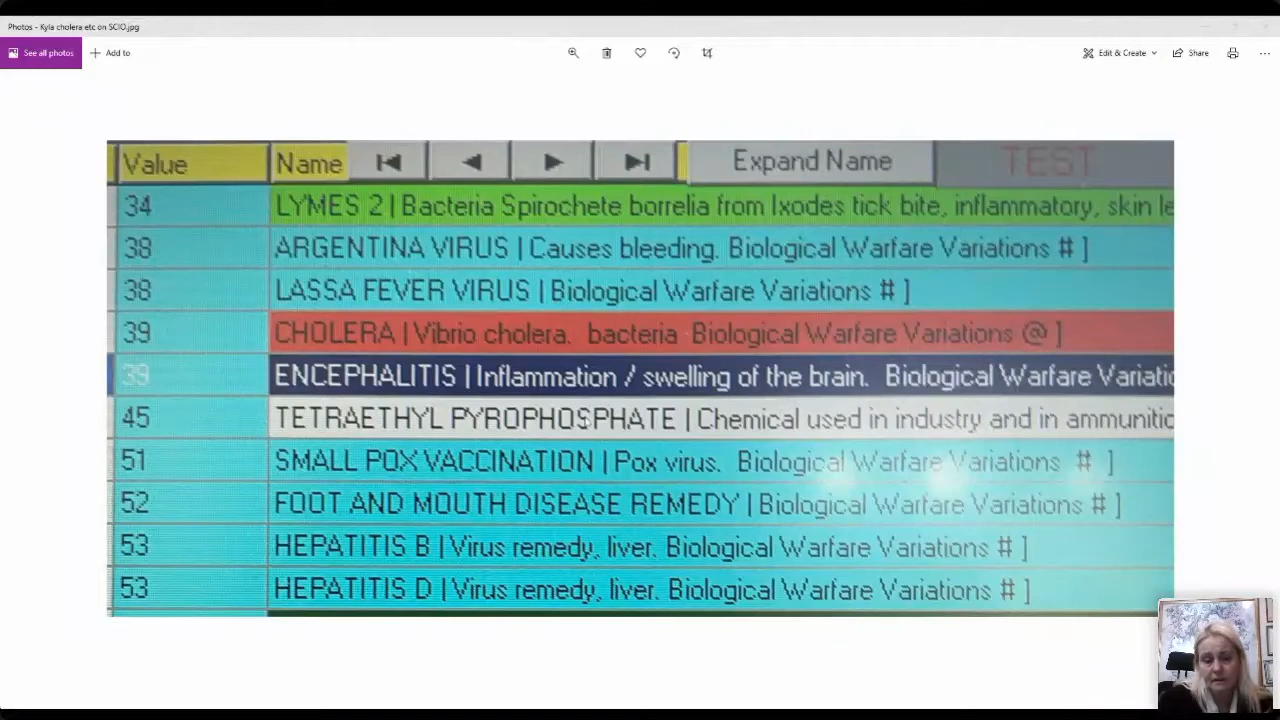 Photos - Kyla cholera etc on SCIO.jpg
See all photos Add to Edit & Create Share
Value Name Expand Name TEST
34 LYMES 2 | Bacteria Spirochete borrelia from Ixodes tick bite, inflammatory, skin le
38 ARGENTINA VIRUS | Causes bleeding. Biological Warfare Variations # ]
38 LASSA FEVER VIRUS | Biological Warfare Variations # ]
39 CHOLERA | Vibrio cholera. bacteria Biological Warfare Variations @ ]
39 ENCEPHALITIS | Inflammation / swelling of the brain. Biological Warfare Variatio
45 TETRAETHYL PYROPHOSPHATE | Chemical used in industry and in ammunitio
51 SMALL POX VACCINATION | Pox virus. Biological Warfare Variations # ]
52 FOOT AND MOUTH DISEASE REMEDY | Biological Warfare Variations # ]
53 HEPATITIS B | Virus remedy, liver. Biological Warfare Variations # ]
53 HEPATITIS D | Virus remedy, liver. Biological Warfare Variations # ]